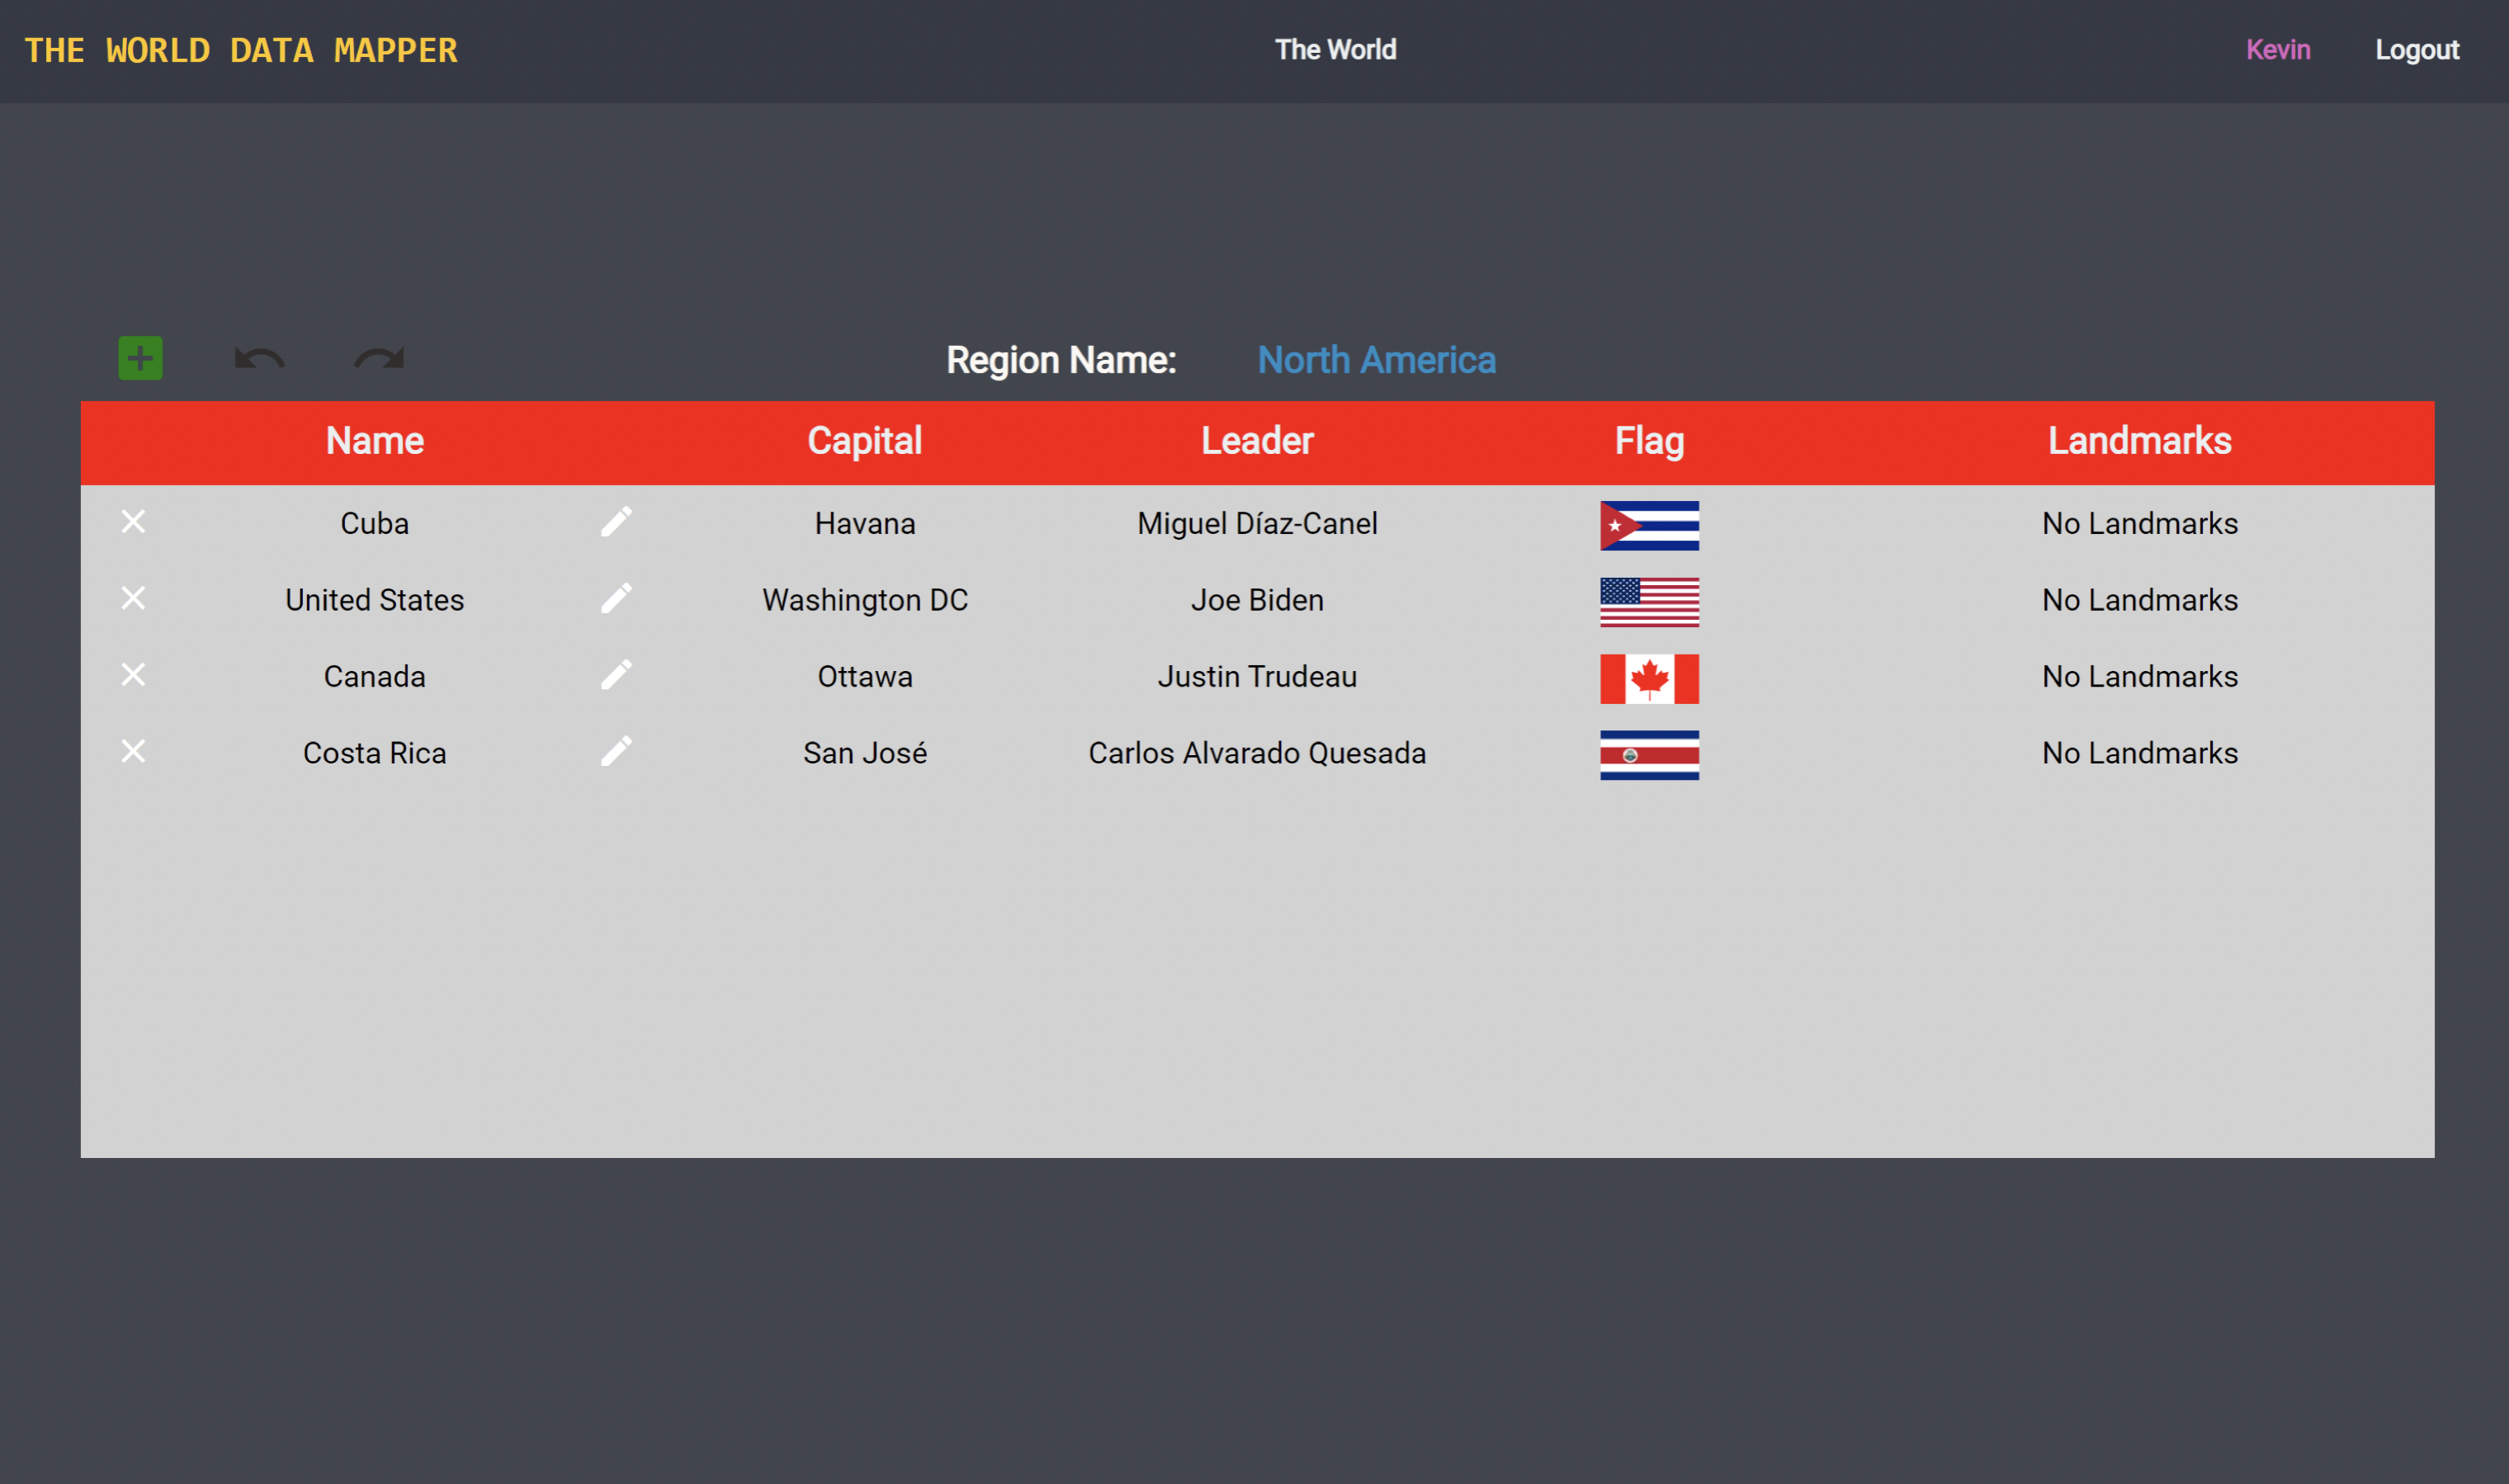 THE WORLD DATA MAPPER The World Kevin Logout
Region Name: North America
Name Capital Leader Flag Landmarks
Cuba Havana Miguel Díaz-Canel No Landmarks
United States Washington DC Joe Biden No Landmarks
Canada Ottawa Justin Trudeau No Landmarks
Costa Rica San José Carlos Alvarado Quesada No Landmarks